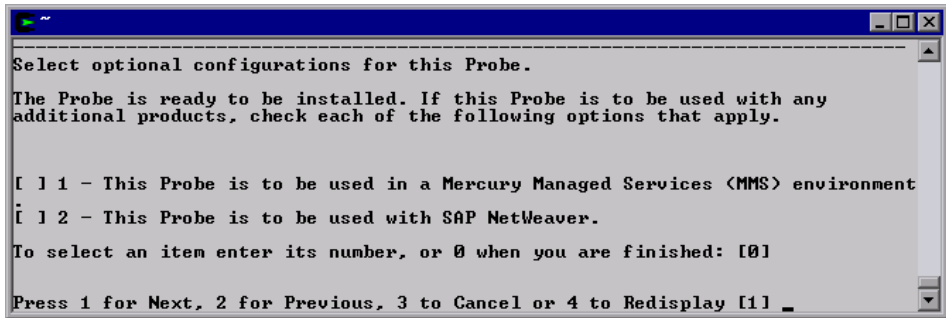 ~
--------------------------------------------------------------------------------
Select optional configurations for this Probe.
The Probe is ready to be installed. If this Probe is to be used with any
additional products, check each of the following options that apply.
[ ] 1 - This Probe is to be used in a Mercury Managed Services (MMS) environment
.
[ ] 2 - This Probe is to be used with SAP NetWeaver.
To select an item enter its number, or 0 when you are finished: [0]
Press 1 for Next, 2 for Previous, 3 to Cancel or 4 to Redisplay [1] _